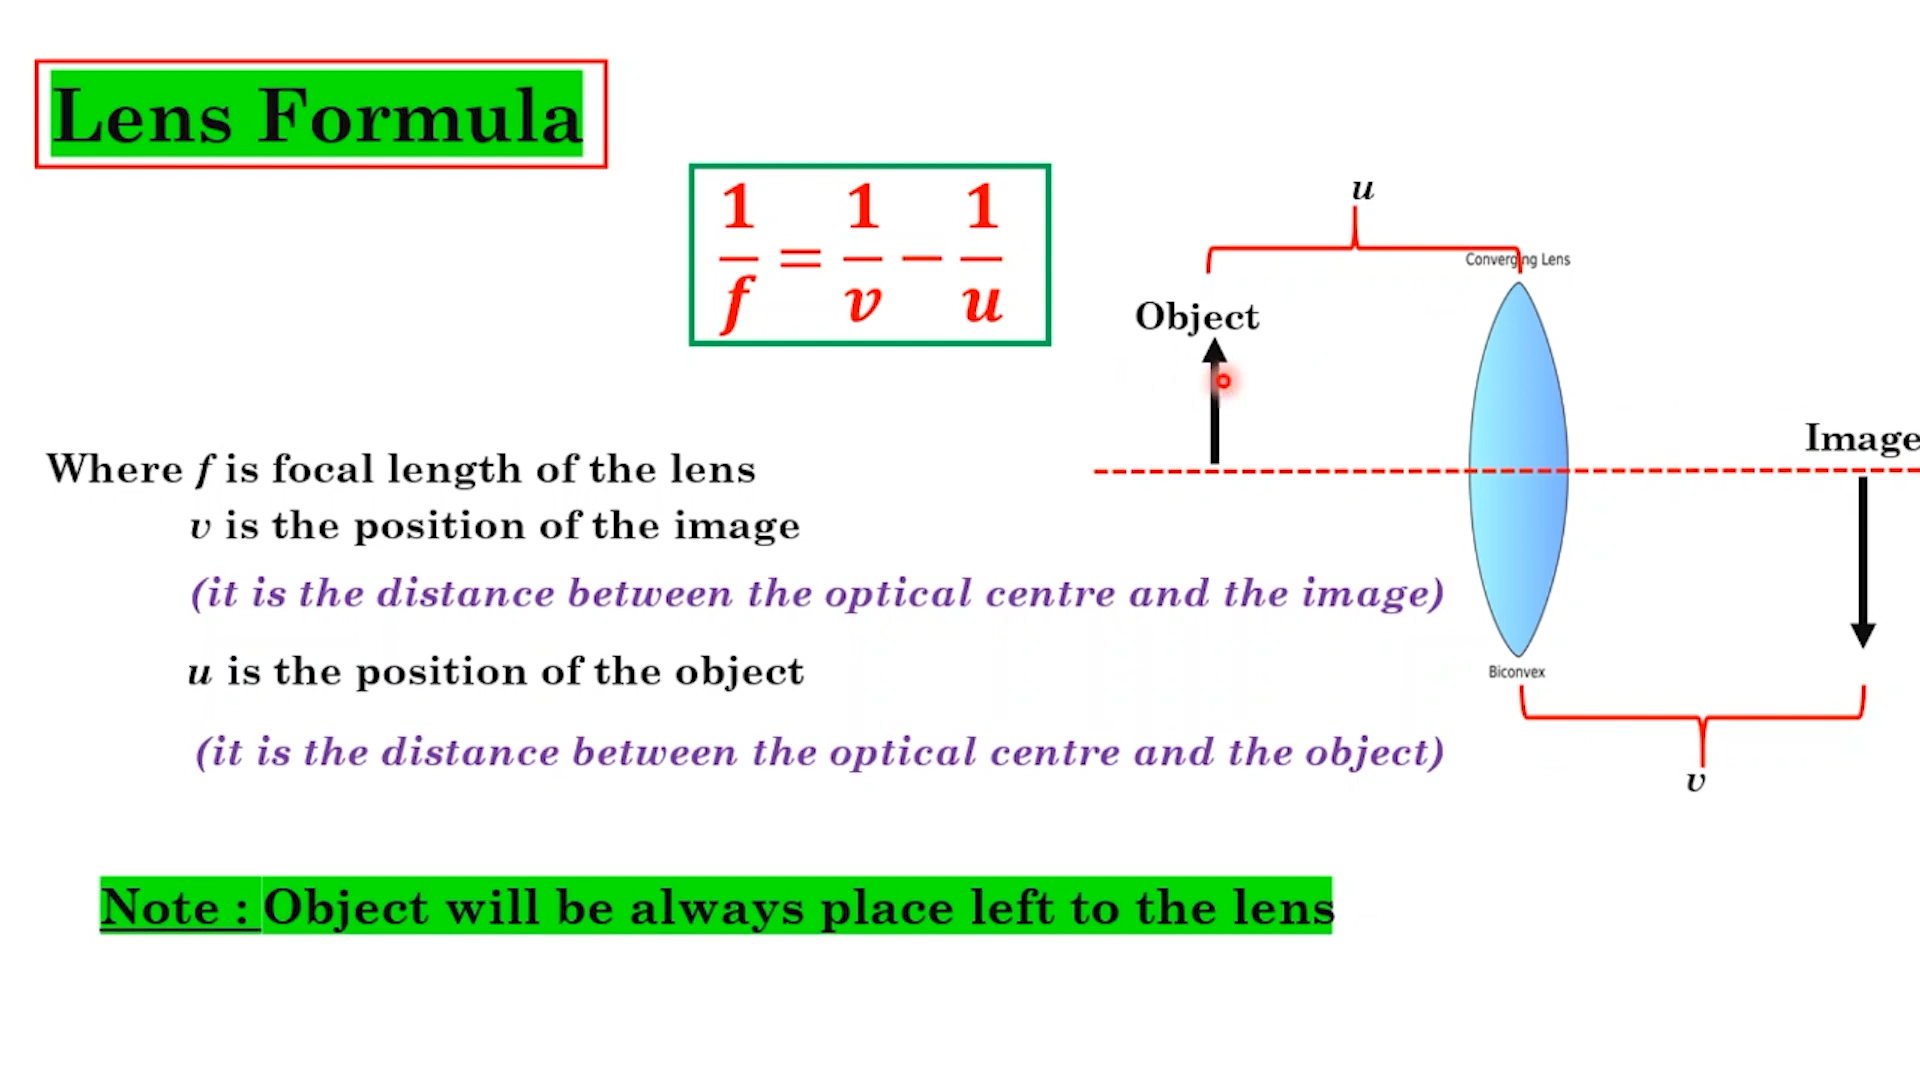 Lens Formula
1/f = 1/v − 1/u
u
Converging Lens
Object
Image
Where f is focal length of the lens
v is the position of the image
(it is the distance between the optical centre and the image)
u is the position of the object
Biconvex
(it is the distance between the optical centre and the object)
v
Note : Object will be always place left to the lens